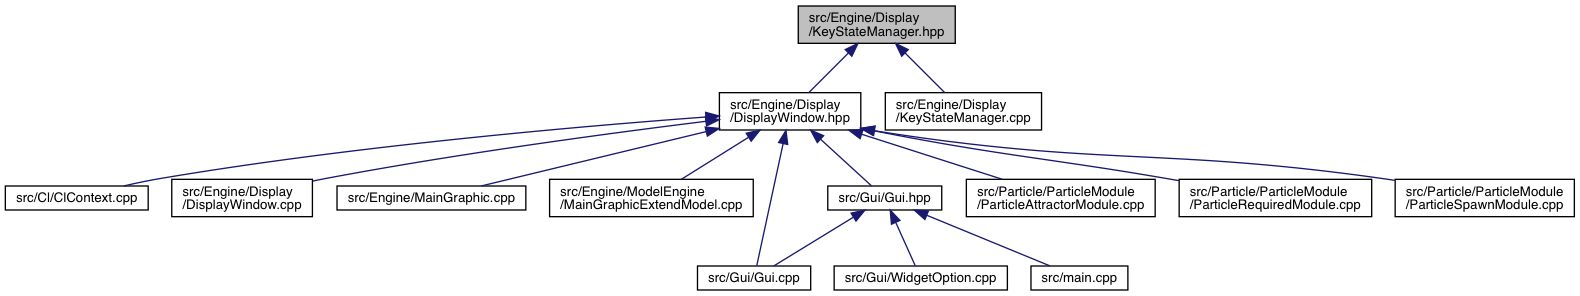 src/Engine/Display
/KeyStateManager.hpp
src/Engine/Display
/DisplayWindow.hpp
src/Engine/Display
/KeyStateManager.cpp
src/Cl/ClContext.cpp
src/Engine/Display
/DisplayWindow.cpp
src/Engine/MainGraphic.cpp
src/Engine/ModelEngine
/MainGraphicExtendModel.cpp
src/Gui/Gui.hpp
src/Particle/ParticleModule
/ParticleAttractorModule.cpp
src/Particle/ParticleModule
/ParticleRequiredModule.cpp
src/Particle/ParticleModule
/ParticleSpawnModule.cpp
src/Gui/Gui.cpp
src/Gui/WidgetOption.cpp
src/main.cpp